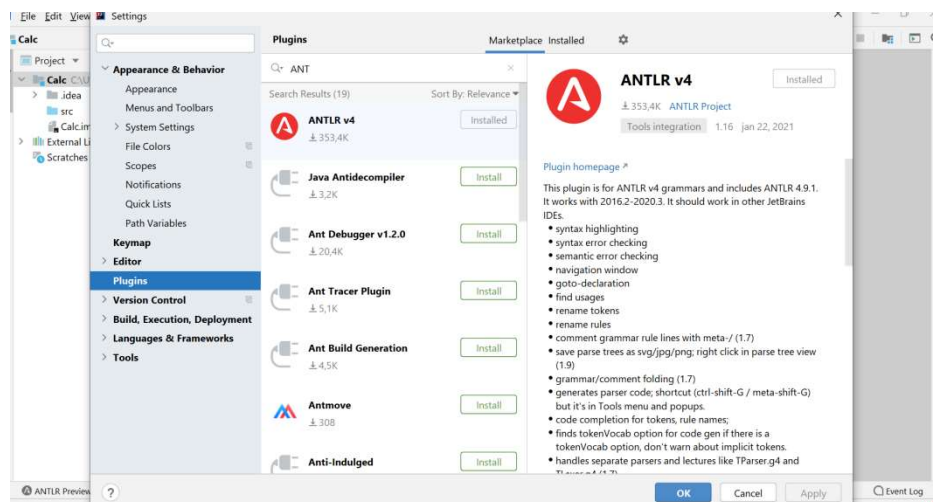 File Edit View
Settings
Calc
Project
Calc C:\U
.idea
src
Calc.im
External Li
Scratches
Appearance & Behavior
Appearance
Menus and Toolbars
System Settings
File Colors
Scopes
Notifications
Quick Lists
Path Variables
Keymap
Editor
Plugins
Version Control
Build, Execution, Deployment
Languages & Frameworks
Tools
Plugins
Marketplace Installed
ANT
Search Results (19) Sort By: Relevance
ANTLR v4 Installed
353,4K
Java Antidecompiler Install
3,2K
Ant Debugger v1.2.0 Install
20,4K
Ant Tracer Plugin Install
5,1K
Ant Build Generation Install
4,5K
Antmove Install
308
Anti-Indulged Install
ANTLR v4 Installed
353,4K ANTLR Project
Tools integration 1.16 jan 22, 2021
Plugin homepage
This plugin is for ANTLR v4 grammars and includes ANTLR 4.9.1.
It works with 2016.2-2020.3. It should work in other JetBrains
IDEs.
• syntax highlighting
• syntax error checking
• semantic error checking
• navigation window
• goto-declaration
• find usages
• rename tokens
• rename rules
• comment grammar rule lines with meta-/ (1.7)
• save parse trees as svg/jpg/png; right click in parse tree view
(1.9)
• grammar/comment folding (1.7)
• generates parser code; shortcut (ctrl-shift-G / meta-shift-G)
but it's in Tools menu and popups.
• code completion for tokens, rule names;
• finds tokenVocab option for code gen if there is a
tokenVocab option, don't warn about implicit tokens.
• handles separate parsers and lectures like TParser.g4 and
TLexer.g4 (1.7)
ANTLR Preview
?
OK Cancel Apply
Event Log